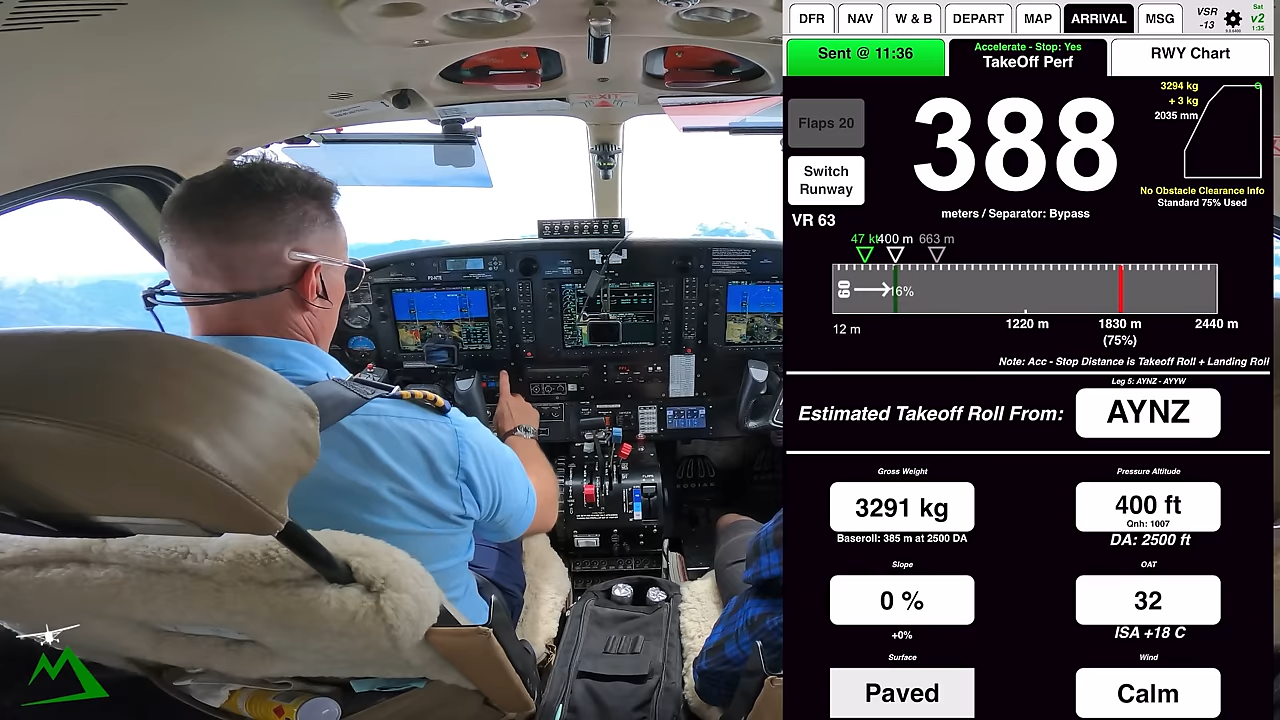 DFR NAV W & B DEPART MAP ARRIVAL MSG VSR -13 Sat v2 1:35
Sent @ 11:36
Accelerate - Stop: Yes
TakeOff Perf
RWY Chart
3294 kg
+ 3 kg
2035 mm
Flaps 20
388
Switch
Runway
No Obstacle Clearance Info
Standard 75% Used
VR 63
meters / Separator: Bypass
47 kt 400 m 663 m
09
16%
12 m
1220 m
1830 m
2440 m
(75%)
Note: Acc - Stop Distance is Takeoff Roll + Landing Roll
Leg 5: AYNZ - AYYW
Estimated Takeoff Roll From:
AYNZ
Gross Weight
3291 kg
Baseroll: 385 m at 2500 DA
Pressure Altitude
400 ft
Qnh: 1007
DA: 2500 ft
Slope
0 %
+0%
OAT
32
ISA +18 C
Surface
Paved
Wind
Calm
EXIT